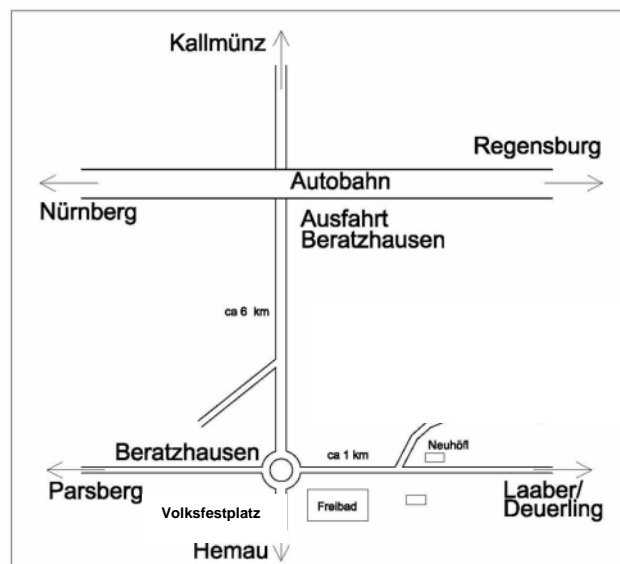 Kallmünz
Regensburg
Autobahn
Nürnberg
Ausfahrt
Beratzhausen
ca 6 km
Beratzhausen
ca 1 km
Neuhöfl
Parsberg
Volksfestplatz
Freibad
Laaber/
Deuerling
Hemau